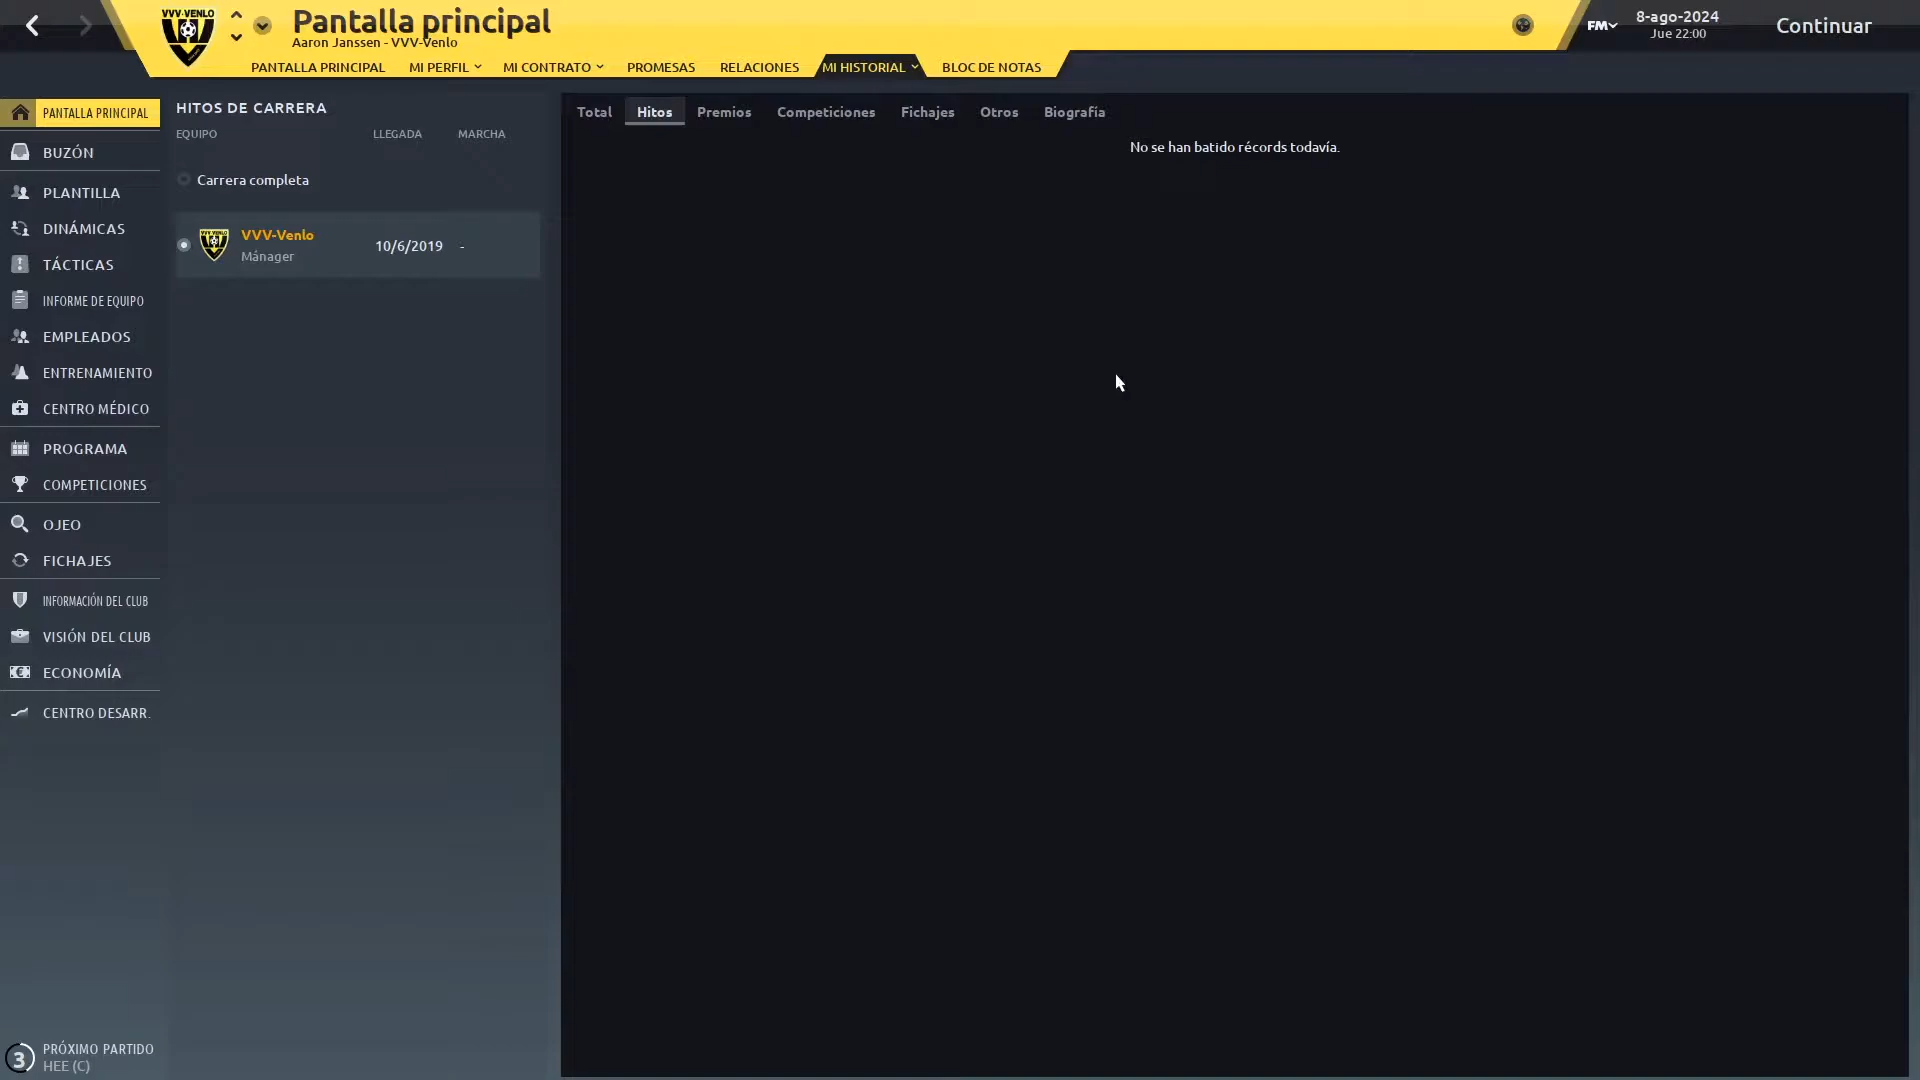 VVV-VENLO
Pantalla principal
Aaron Janssen - VVV-Venlo
FM
8-ago-2024
Jue 22:00
Continuar
PANTALLA PRINCIPAL
MI PERFIL
MI CONTRATO
PROMESAS
RELACIONES
MI HISTORIAL
BLOC DE NOTAS
PANTALLA PRINCIPAL
BUZÓN
PLANTILLA
DINÁMICAS
TÁCTICAS
INFORME DE EQUIPO
EMPLEADOS
ENTRENAMIENTO
CENTRO MÉDICO
PROGRAMA
COMPETICIONES
OJEO
FICHAJES
INFORMACIÓN DEL CLUB
VISIÓN DEL CLUB
ECONOMÍA
CENTRO DESARR.
3
PRÓXIMO PARTIDO
HEE (C)
HITOS DE CARRERA
EQUIPO LLEGADA MARCHA
Carrera completa
VVV-Venlo
Mánager
10/6/2019 -
Total Hitos Premios Competiciones Fichajes Otros Biografía
No se han batido récords todavía.